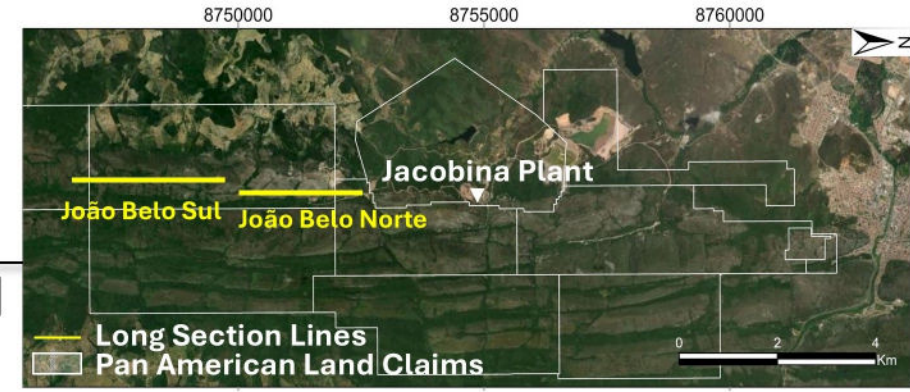 8750000 8755000 8760000
N
Jacobina Plant
João Belo Sul
João Belo Norte
Long Section Lines
Pan American Land Claims
0 2 4
Km